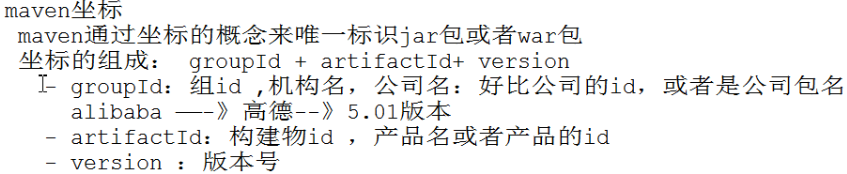 maven坐标
maven通过坐标的概念来唯一标识jar包或者war包
坐标的组成： groupId + artifactId+ version
- groupId：组id ,机构名，公司名：好比公司的id，或者是公司包名
alibaba ——-》高德--》5.01版本
- artifactId：构建物id ，产品名或者产品的id
- version ：版本号